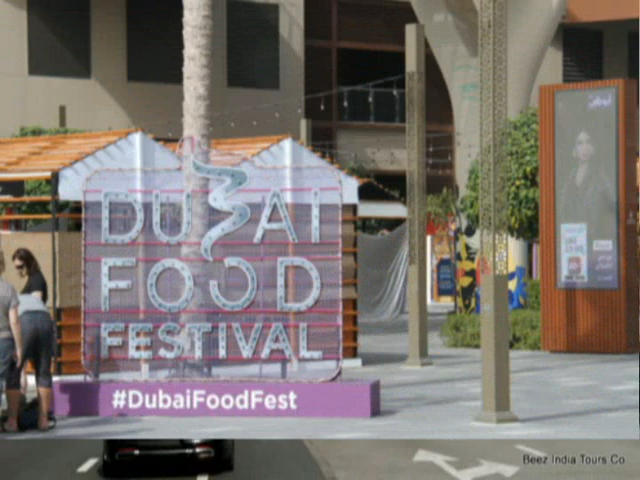 DUBAI
FOOD
FESTIVAL
#DubaiFoodFest
Beez India Tours Co